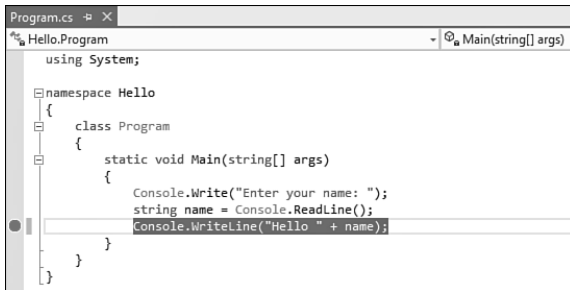 Program.cs
Hello.Program
Main(string[] args)
using System;
namespace Hello
{
class Program
{
static void Main(string[] args)
{
Console.Write("Enter your name: ");
string name = Console.ReadLine();
Console.WriteLine("Hello " + name);
}
}
}